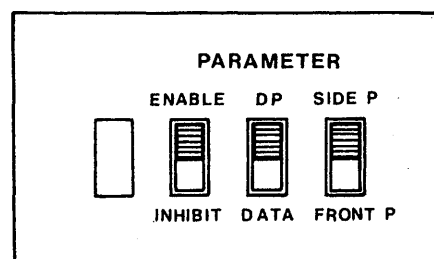 PARAMETER
ENABLE DP SIDE P
INHIBIT DATA FRONT P